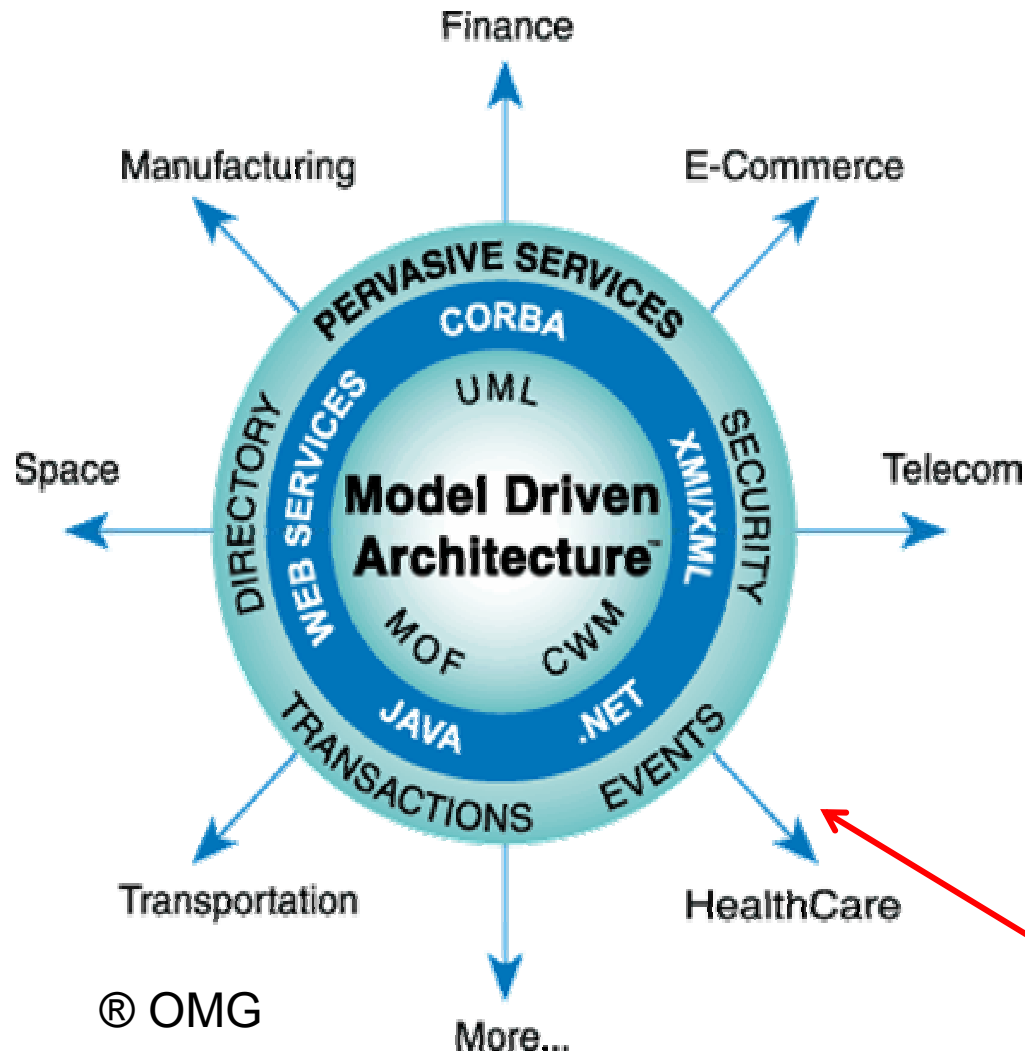 Finance
Manufacturing
E-Commerce
PERVASIVE SERVICES
CORBA
UML
DIRECTORY
WEB SERVICES
XMI/XML
SECURITY
Space
Telecom
Model Driven
Architecture™
MOF
CWM
JAVA
.NET
TRANSACTIONS
EVENTS
Transportation
HealthCare
® OMG
More...